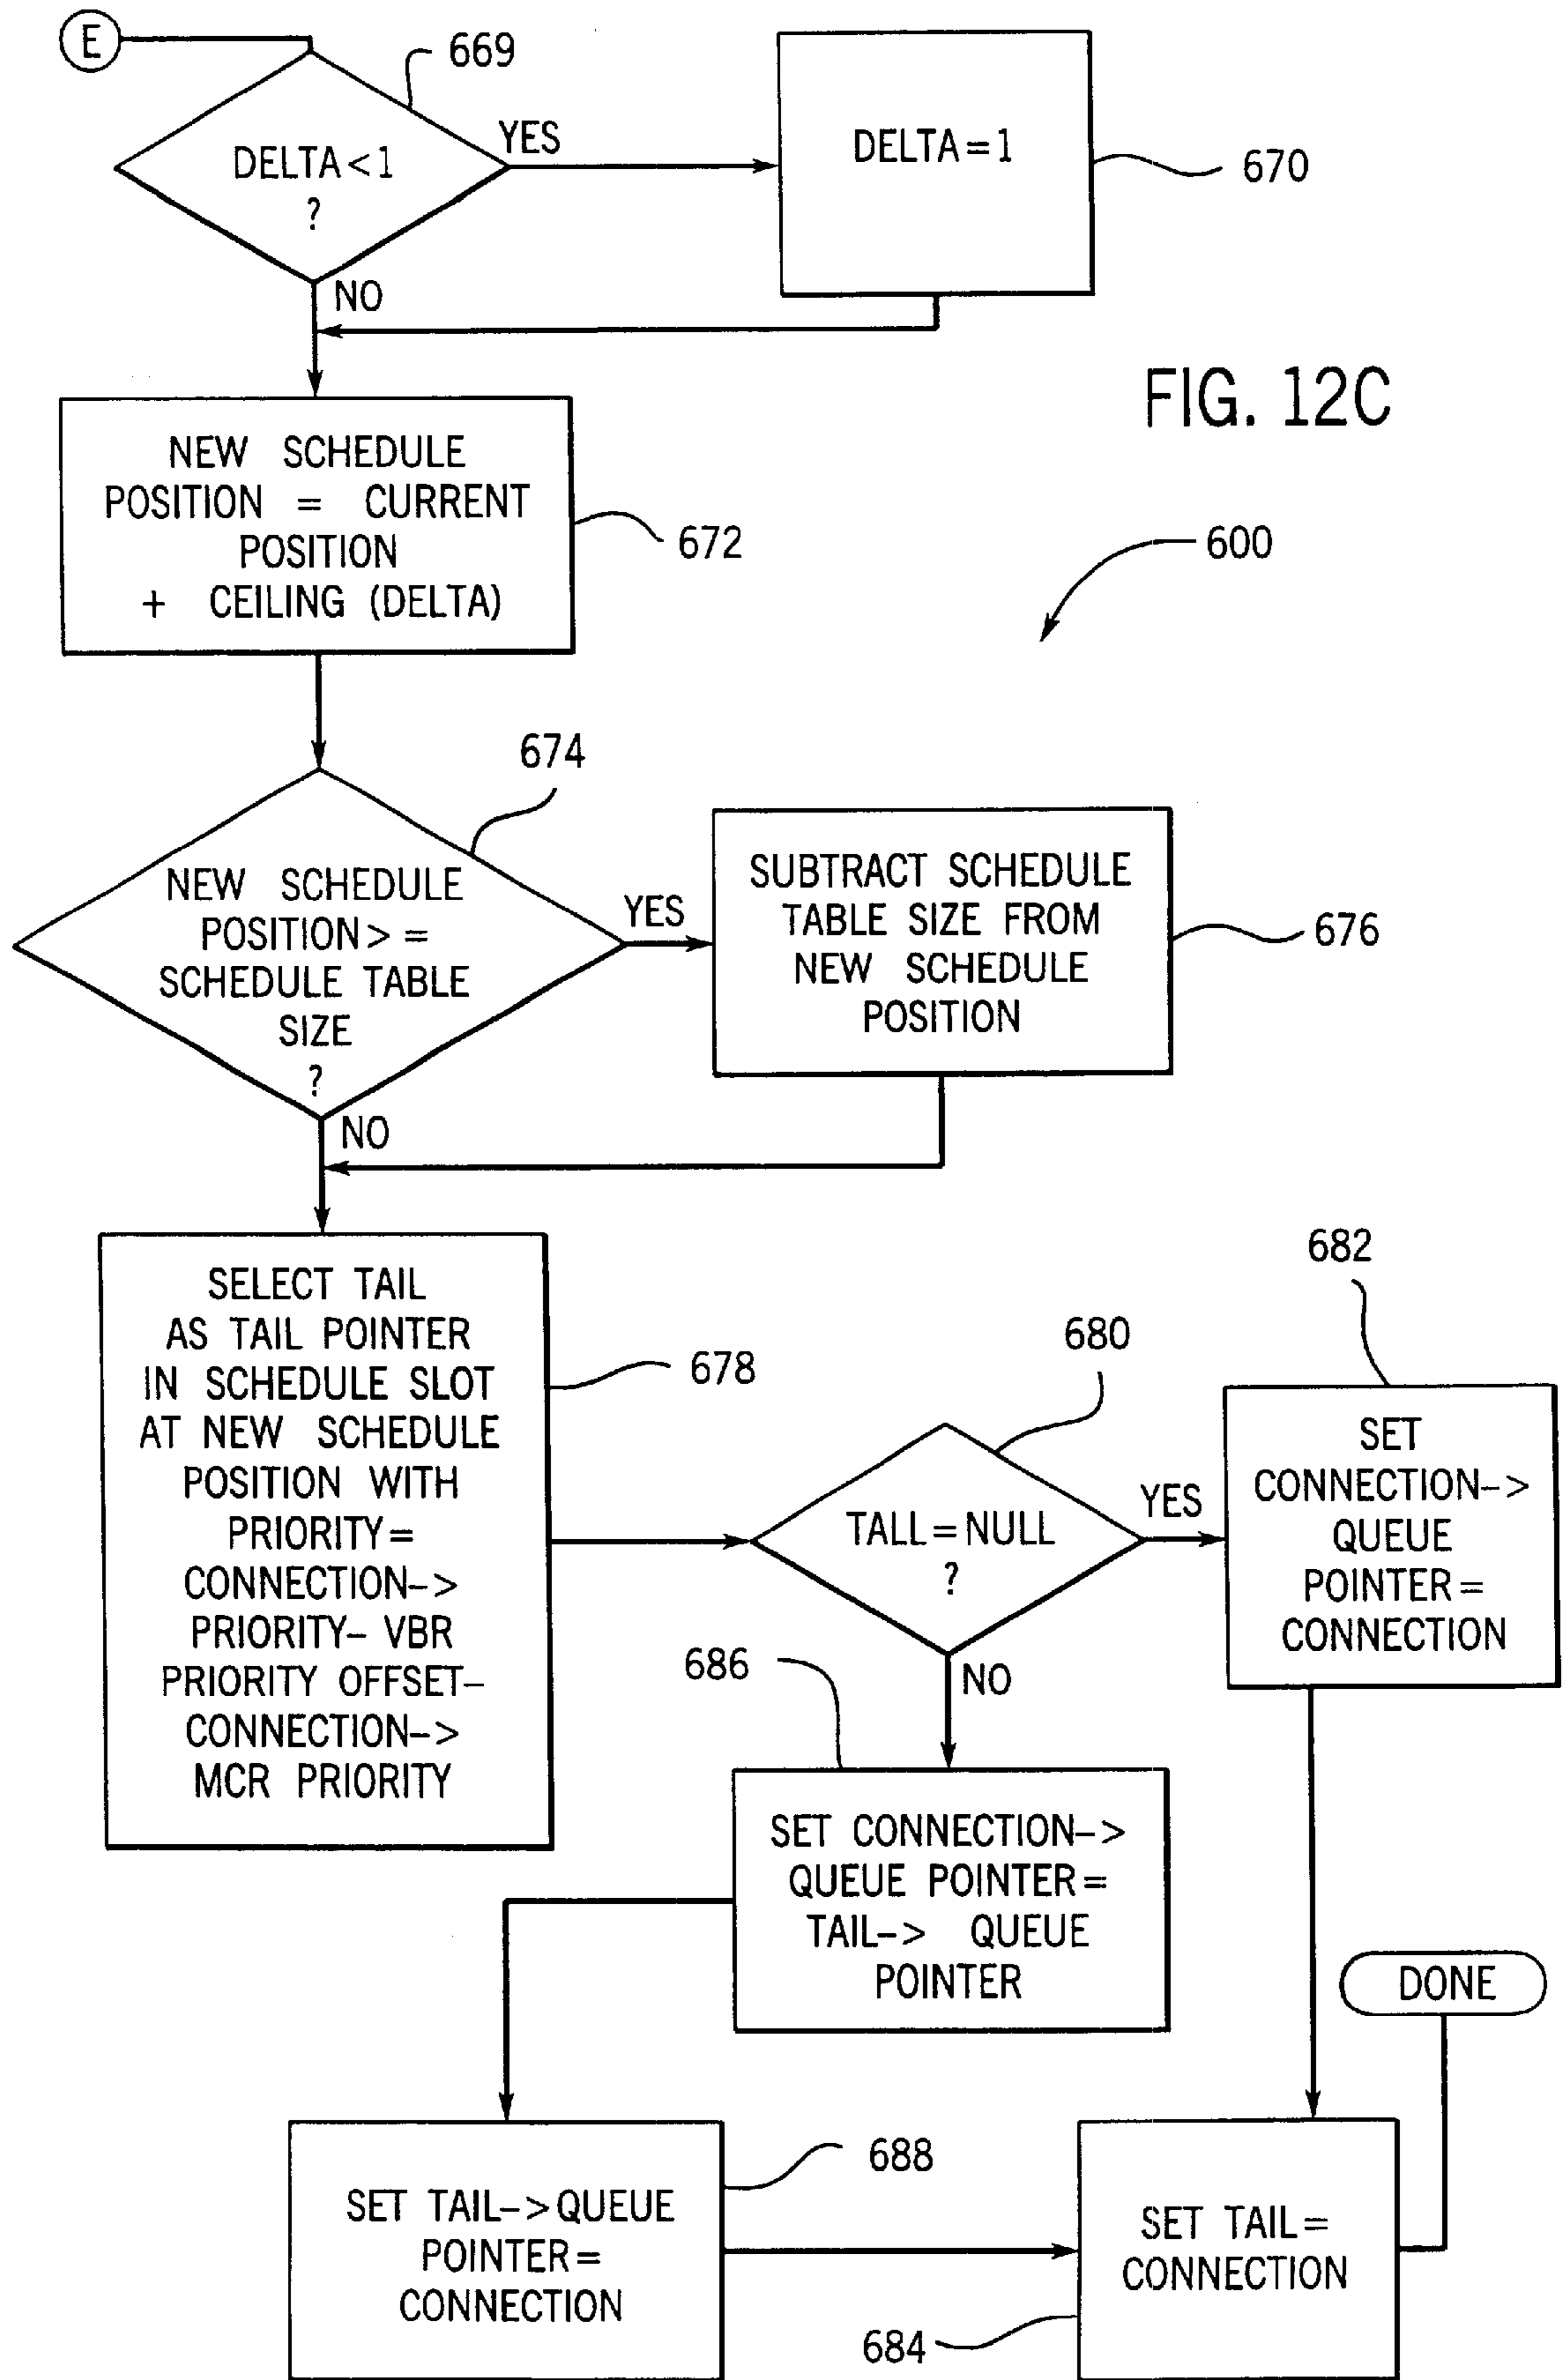 E
669
DELTA<1
?
YES
DELTA=1
670
NO
FIG. 12C
NEW SCHEDULE
POSITION = CURRENT
POSITION
+ CEILING (DELTA)
672
600
674
NEW SCHEDULE
POSITION>=
SCHEDULE TABLE
SIZE
?
YES
SUBTRACT SCHEDULE
TABLE SIZE FROM
NEW SCHEDULE
POSITION
676
NO
SELECT TAIL
AS TAIL POINTER
IN SCHEDULE SLOT
AT NEW SCHEDULE
POSITION WITH
PRIORITY=
CONNECTION->
PRIORITY- VBR
PRIORITY OFFSET-
CONNECTION->
MCR PRIORITY
678
680
TALL=NULL
?
YES
682
SET
CONNECTION->
QUEUE
POINTER=
CONNECTION
NO
686
SET CONNECTION->
QUEUE POINTER=
TAIL-> QUEUE
POINTER
DONE
688
SET TAIL->QUEUE
POINTER=
CONNECTION
SET TAIL=
CONNECTION
684